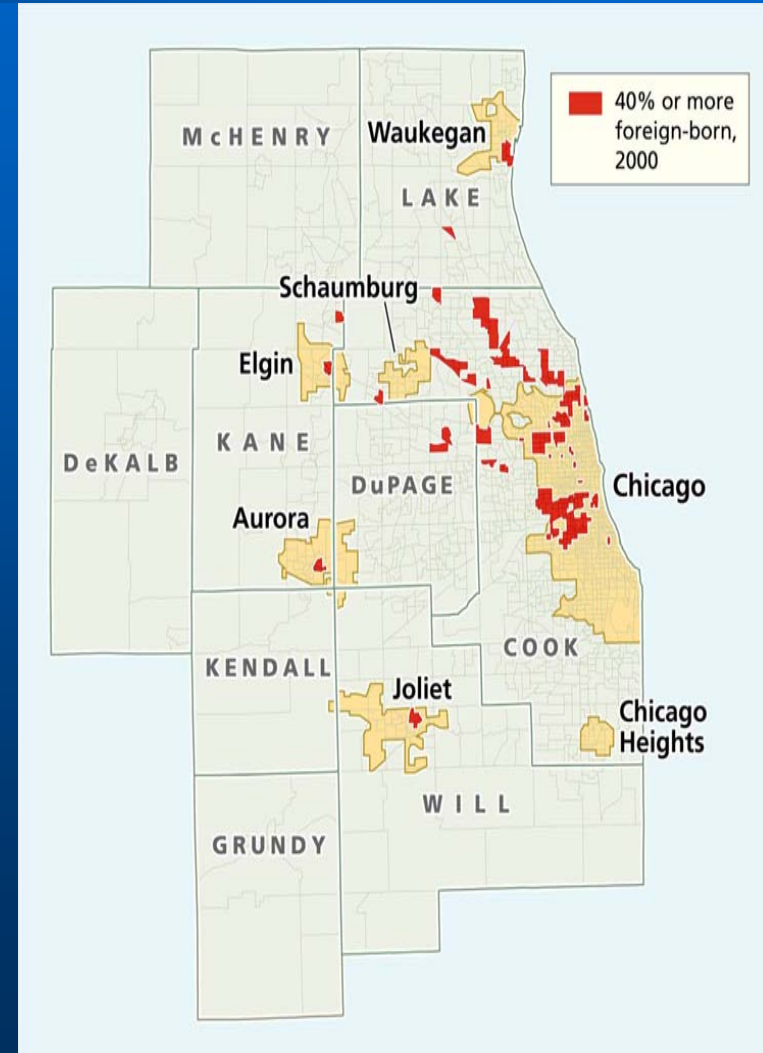 40% or more
foreign-born,
2000
McHENRY
Waukegan
LAKE
Schaumburg
Elgin
KANE
DeKALB
DuPAGE
Chicago
Aurora
COOK
KENDALL
Joliet
Chicago
Heights
WILL
GRUNDY